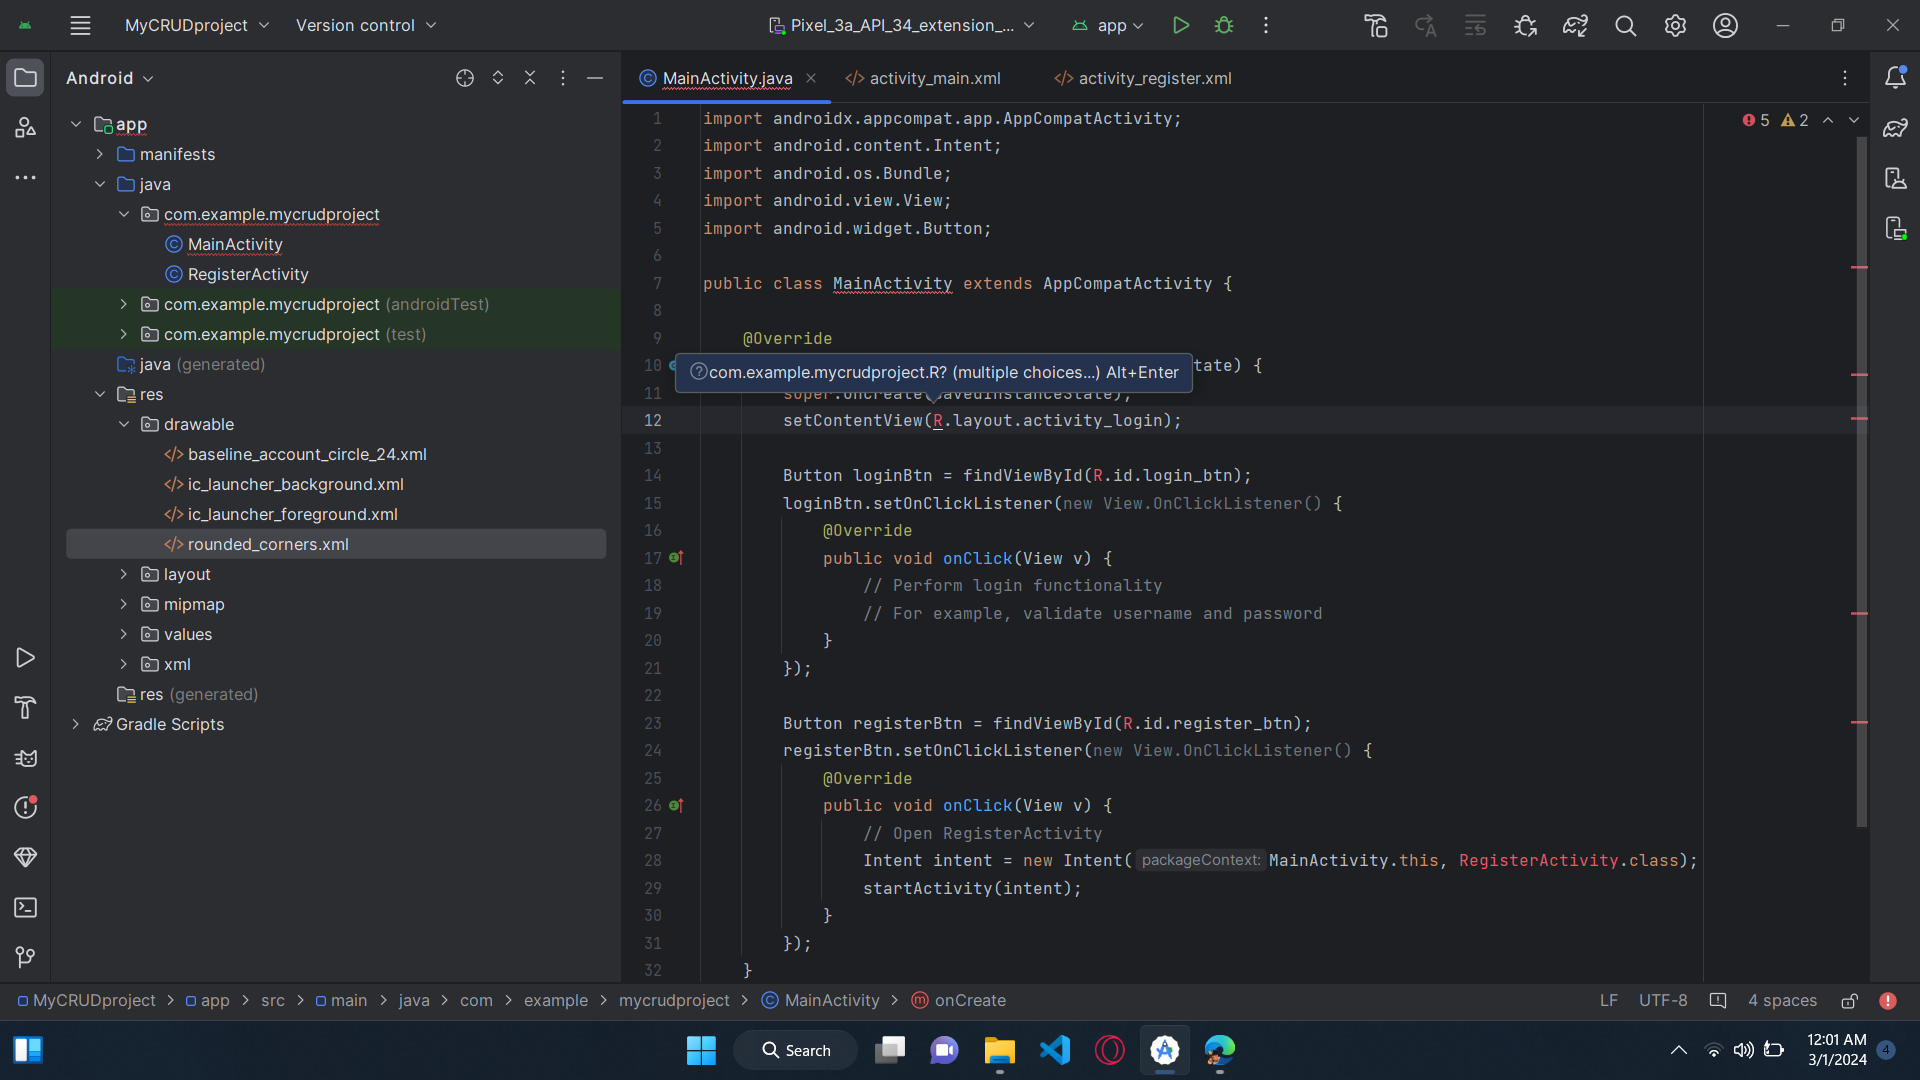 MyCRUDproject
Version control
Pixel_3a_API_34_extension_...
app
Android
MainActivity.java
activity_main.xml
activity_register.xml
app
manifests
java
com.example.mycrudproject
MainActivity
RegisterActivity
com.example.mycrudproject (androidTest)
com.example.mycrudproject (test)
java (generated)
res
drawable
baseline_account_circle_24.xml
ic_launcher_background.xml
ic_launcher_foreground.xml
rounded_corners.xml
layout
mipmap
values
xml
res (generated)
Gradle Scripts
5 2
1 import androidx.appcompat.app.AppCompatActivity;
2 import android.content.Intent;
3 import android.os.Bundle;
4 import android.view.View;
5 import android.widget.Button;
6
7 public class MainActivity extends AppCompatActivity {
8
9 @Override
10 tate) {
com.example.mycrudproject.R? (multiple choices...) Alt+Enter
11 super.onCreate(savedInstanceState);
12 setContentView(R.layout.activity_login);
13
14 Button loginBtn = findViewById(R.id.login_btn);
15 loginBtn.setOnClickListener(new View.OnClickListener() {
16 @Override
17 public void onClick(View v) {
18 // Perform login functionality
19 // For example, validate username and password
20 }
21 });
22
23 Button registerBtn = findViewById(R.id.register_btn);
24 registerBtn.setOnClickListener(new View.OnClickListener() {
25 @Override
26 public void onClick(View v) {
27 // Open RegisterActivity
28 Intent intent = new Intent( packageContext: MainActivity.this, RegisterActivity.class);
29 startActivity(intent);
30 }
31 });
32 }
MyCRUDproject > app > src > main > java > com > example > mycrudproject > MainActivity > onCreate
LF UTF-8 4 spaces
Search
12:01 AM
3/1/2024
4